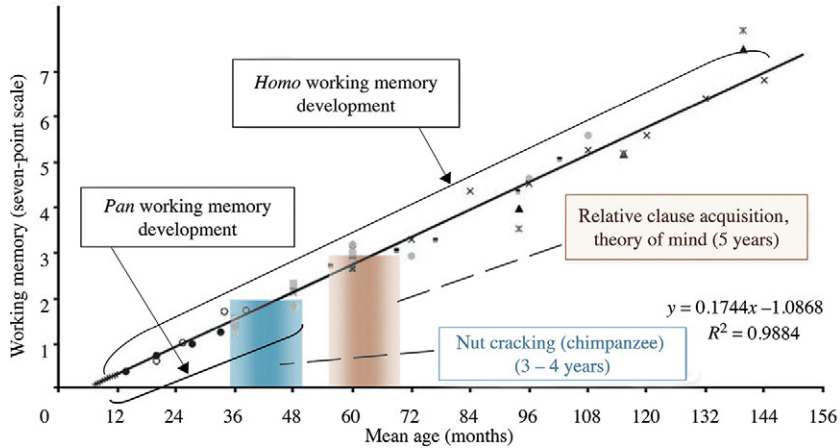 Working memory (seven-point scale)
7
6
5
4
3
2
1
Homo working memory
development
Pan working memory
development
Relative clause acquisition,
theory of mind (5 years)
y = 0.1744x –1.0868
R² = 0.9884
Nut cracking (chimpanzee)
(3 – 4 years)
0 12 24 36 48 60 72 84 96 108 120 132 144 156
Mean age (months)